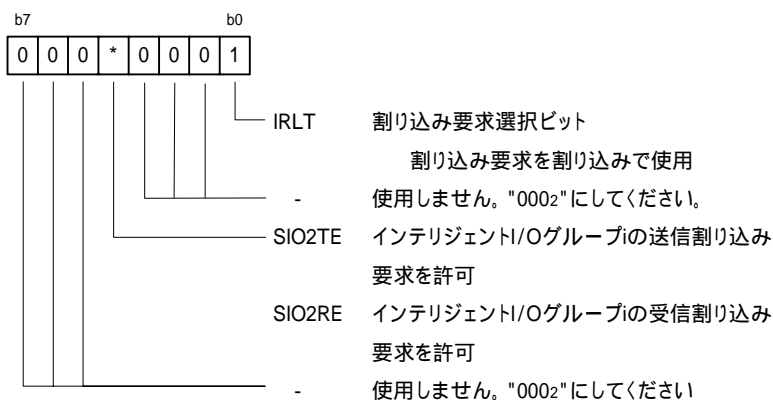 b7 b0
0 0 0 * 0 0 0 1
IRLT 割り込み要求選択ビット
割り込み要求を割り込みで使用
- 使用しません。"0002"にしてください。
SIO2TE インテリジェントI/Oグループiの送信割り込み
要求を許可
SIO2RE インテリジェントI/Oグループiの受信割り込み
要求を許可
- 使用しません。"0002"にしてください